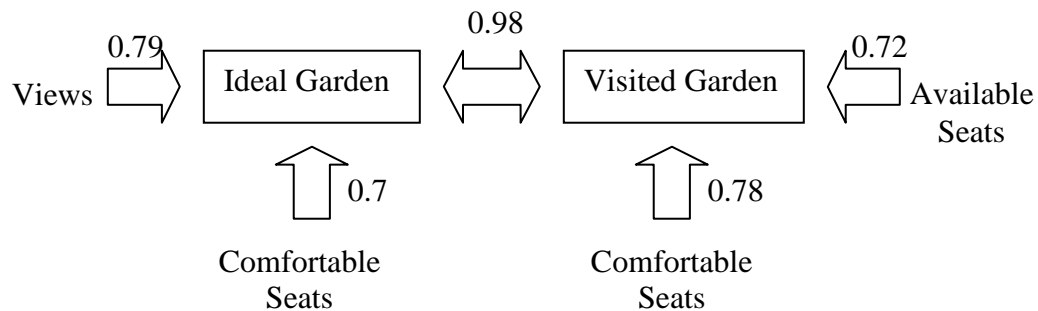 0.98
0.79
0.72
Ideal Garden
Visited Garden
Views
Available
Seats
0.7
0.78
Comfortable
Seats
Comfortable
Seats